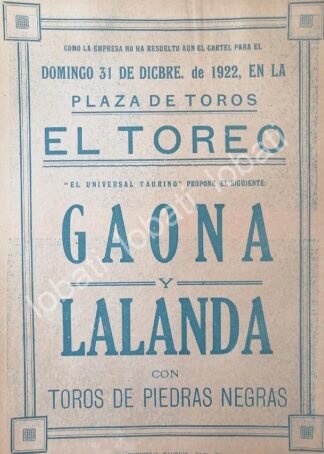 COMO LA EMPRESA NO HA RESUELTO AUN EL CARTEL PARA EL
DOMINGO 31 DE DICBRE. de 1922, EN LA
PLAZA DE TOROS
EL TOREO
"EL UNIVERSAL TAURINO" PROPONE EL SIGUIENTE:
GAONA
Y
LALANDA
CON
TOROS DE PIEDRAS NEGRAS